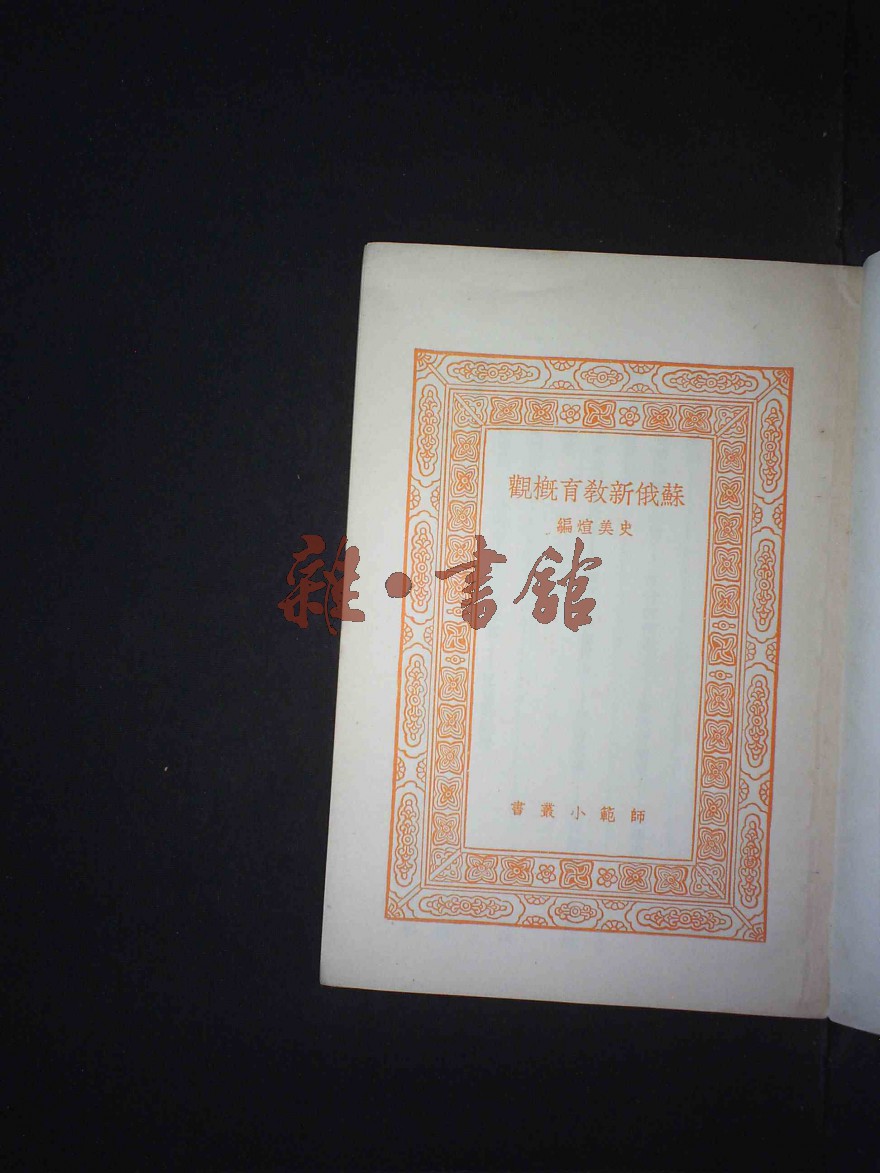 蘇俄新教育概觀
史美煊編
雜·書館
師範小叢書